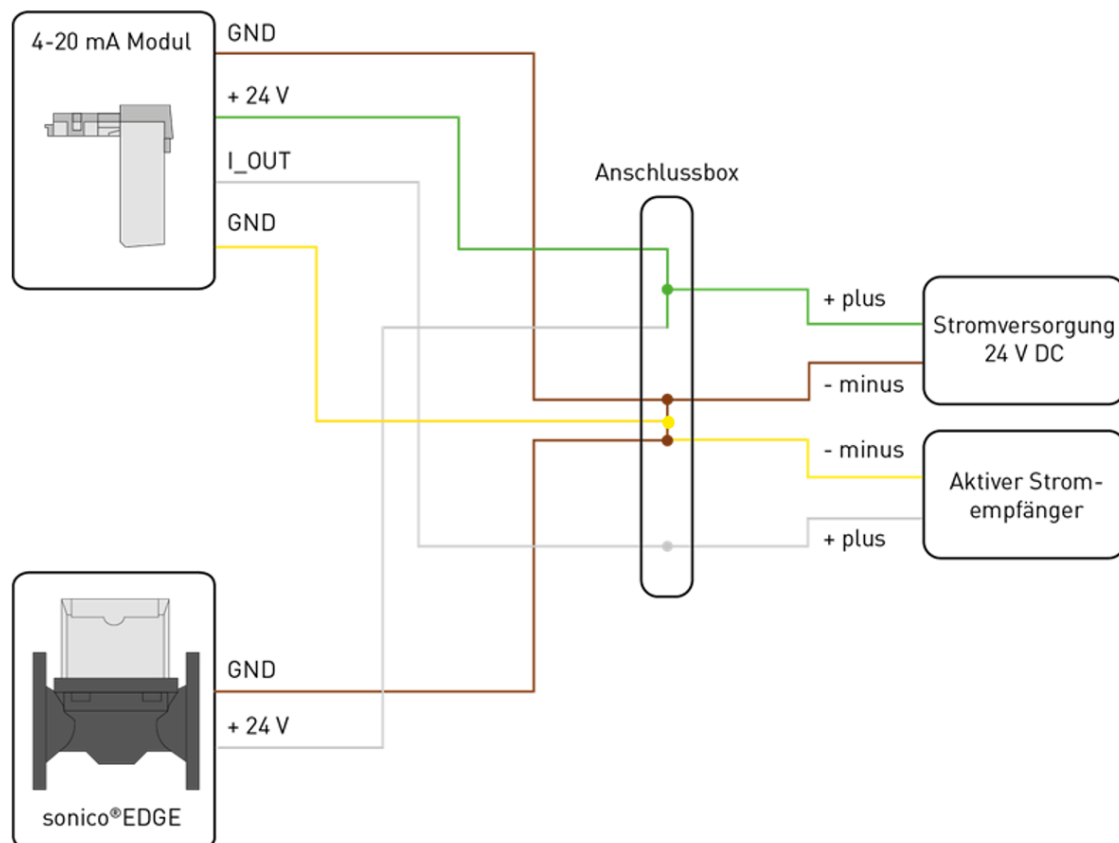 4-20 mA Modul
GND
+ 24 V
I_OUT
GND
Anschlussbox
+ plus
Stromversorgung
24 V DC
- minus
- minus
Aktiver Strom-
empfänger
+ plus
GND
+ 24 V
sonico®EDGE